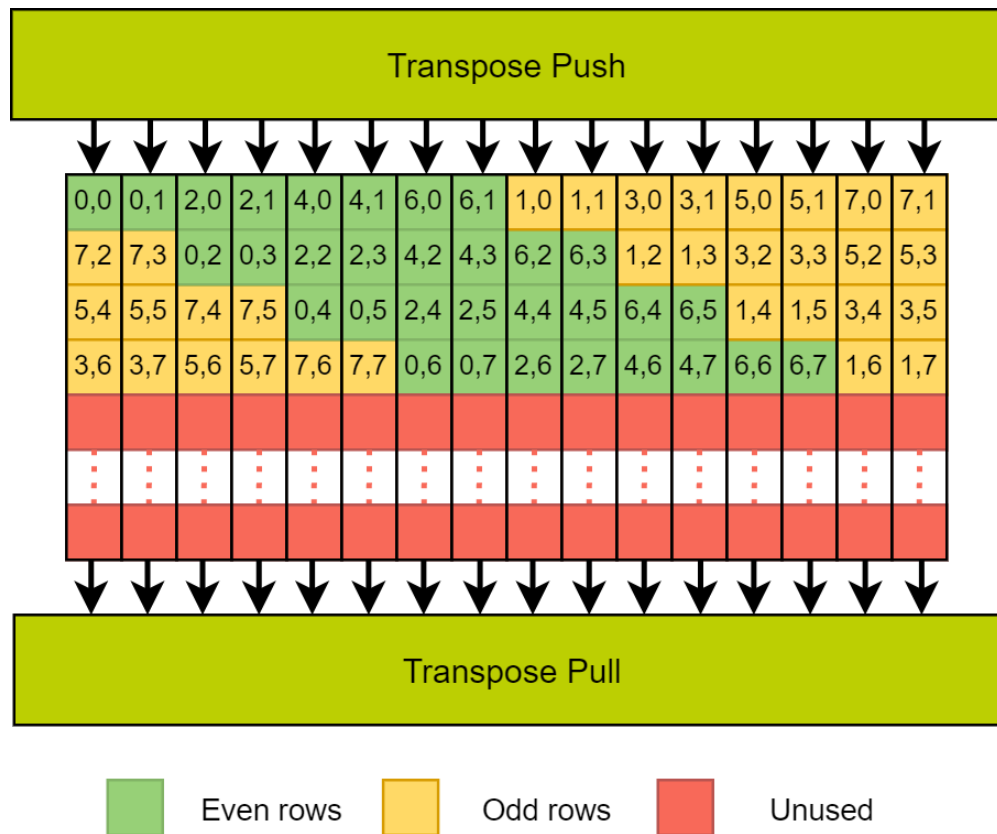 Transpose Push
0,0 0,1 2,0 2,1 4,0 4,1 6,0 6,1 1,0 1,1 3,0 3,1 5,0 5,1 7,0 7,1
7,2 7,3 0,2 0,3 2,2 2,3 4,2 4,3 6,2 6,3 1,2 1,3 3,2 3,3 5,2 5,3
5,4 5,5 7,4 7,5 0,4 0,5 2,4 2,5 4,4 4,5 6,4 6,5 1,4 1,5 3,4 3,5
3,6 3,7 5,6 5,7 7,6 7,7 0,6 0,7 2,6 2,7 4,6 4,7 6,6 6,7 1,6 1,7
Transpose Pull
Even rows Odd rows Unused